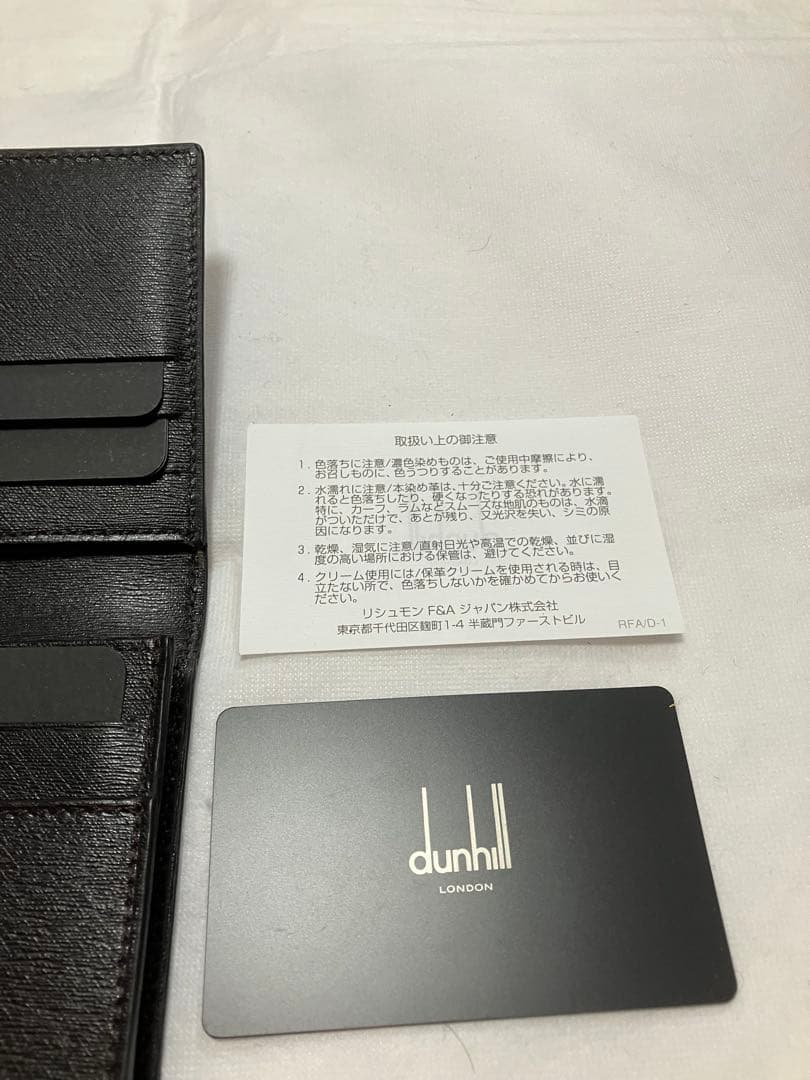 取扱い上の御注意
1. 色落ちに注意/濃色染めものは、ご使用中摩擦により、
お召しものに、色うつりすることがあります。
2. 水濡れに注意/本染め革は、十分ご注意ください。水に濡
れると色落ちしたり、硬くなったりする恐れがあります。
特に、カーフ、ラムなどスムーズな地肌のものは、水滴
がついただけで、あとが残り、又光沢を失い、シミの原
因になります。
3. 乾燥、湿気に注意/直射日光や高温での乾燥、並びに湿
度の高い場所における保管は、避けてください。
4. クリーム使用には/保革クリームを使用される時は、目
立たない所で、色落ちしないかを確かめてからお使いく
ださい。
リシュモン F&A ジャパン株式会社
東京都千代田区麹町1-4 半蔵門ファーストビル
RFA/D-1
dunhill
LONDON